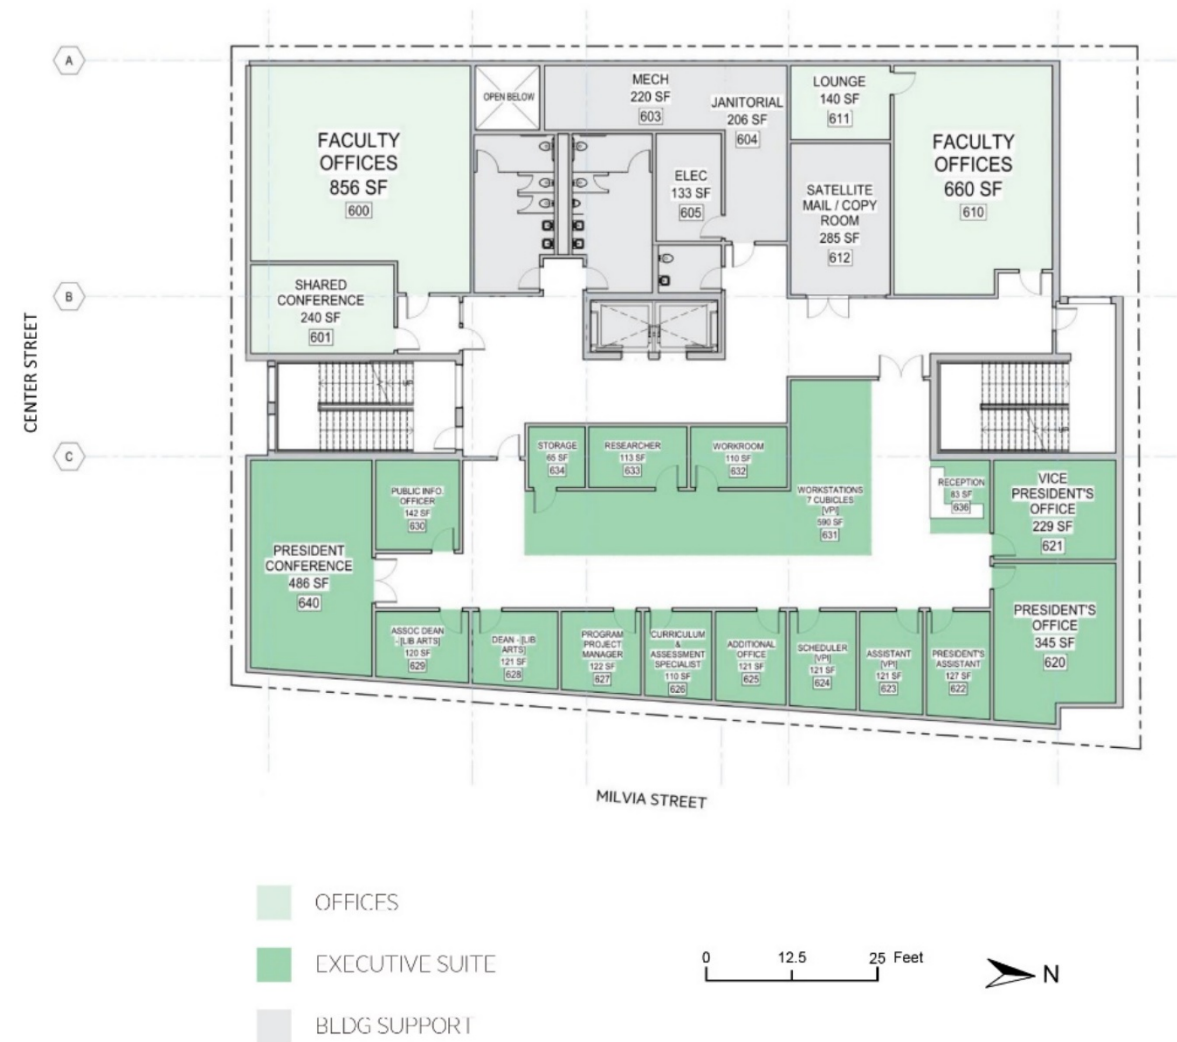 A
B
C
CENTER STREET
FACULTY
OFFICES
856 SF
600
OPEN BELOW
MECH
220 SF
603
JANITORIAL
206 SF
604
LOUNGE
140 SF
611
FACULTY
OFFICES
660 SF
610
ELEC
133 SF
605
SATELLITE
MAIL / COPY
ROOM
285 SF
612
SHARED
CONFERENCE
240 SF
601
UP
UP
STORAGE
65 SF
634
RESEARCHER
113 SF
633
WORKROOM
110 SF
632
WORKSTATIONS
7 CUBICLES
[VPI]
590 SF
631
RECEPTION
83 SF
636
VICE
PRESIDENT'S
OFFICE
229 SF
621
PUBLIC INFO.
OFFICER
142 SF
630
PRESIDENT
CONFERENCE
486 SF
640
PRESIDENT'S
OFFICE
345 SF
620
ASSOC DEAN
- [LIB ARTS]
120 SF
629
DEAN - [LIB
ARTS]
121 SF
628
PROGRAM
PROJECT
MANAGER
122 SF
627
CURRICULUM
&
ASSESSMENT
SPECIALIST
110 SF
626
ADDITIONAL
OFFICE
121 SF
625
SCHEDULER
[VPI]
121 SF
624
ASSISTANT
[VPI]
121 SF
623
PRESIDENT'S
ASSISTANT
127 SF
622
MILVIA STREET
OFFICES
EXECUTIVE SUITE
BLDG SUPPORT
0 12.5 25 Feet
N